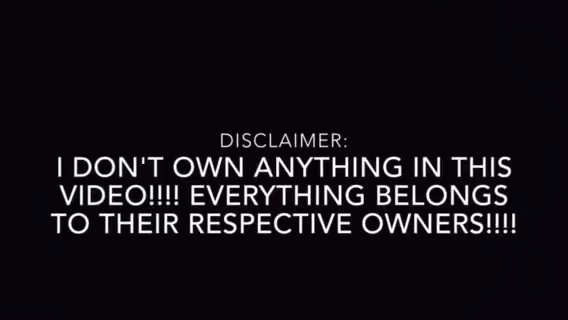 DISCLAIMER:
I DON'T OWN ANYTHING IN THIS
VIDEO!!!! EVERYTHING BELONGS
TO THEIR RESPECTIVE OWNERS!!!!